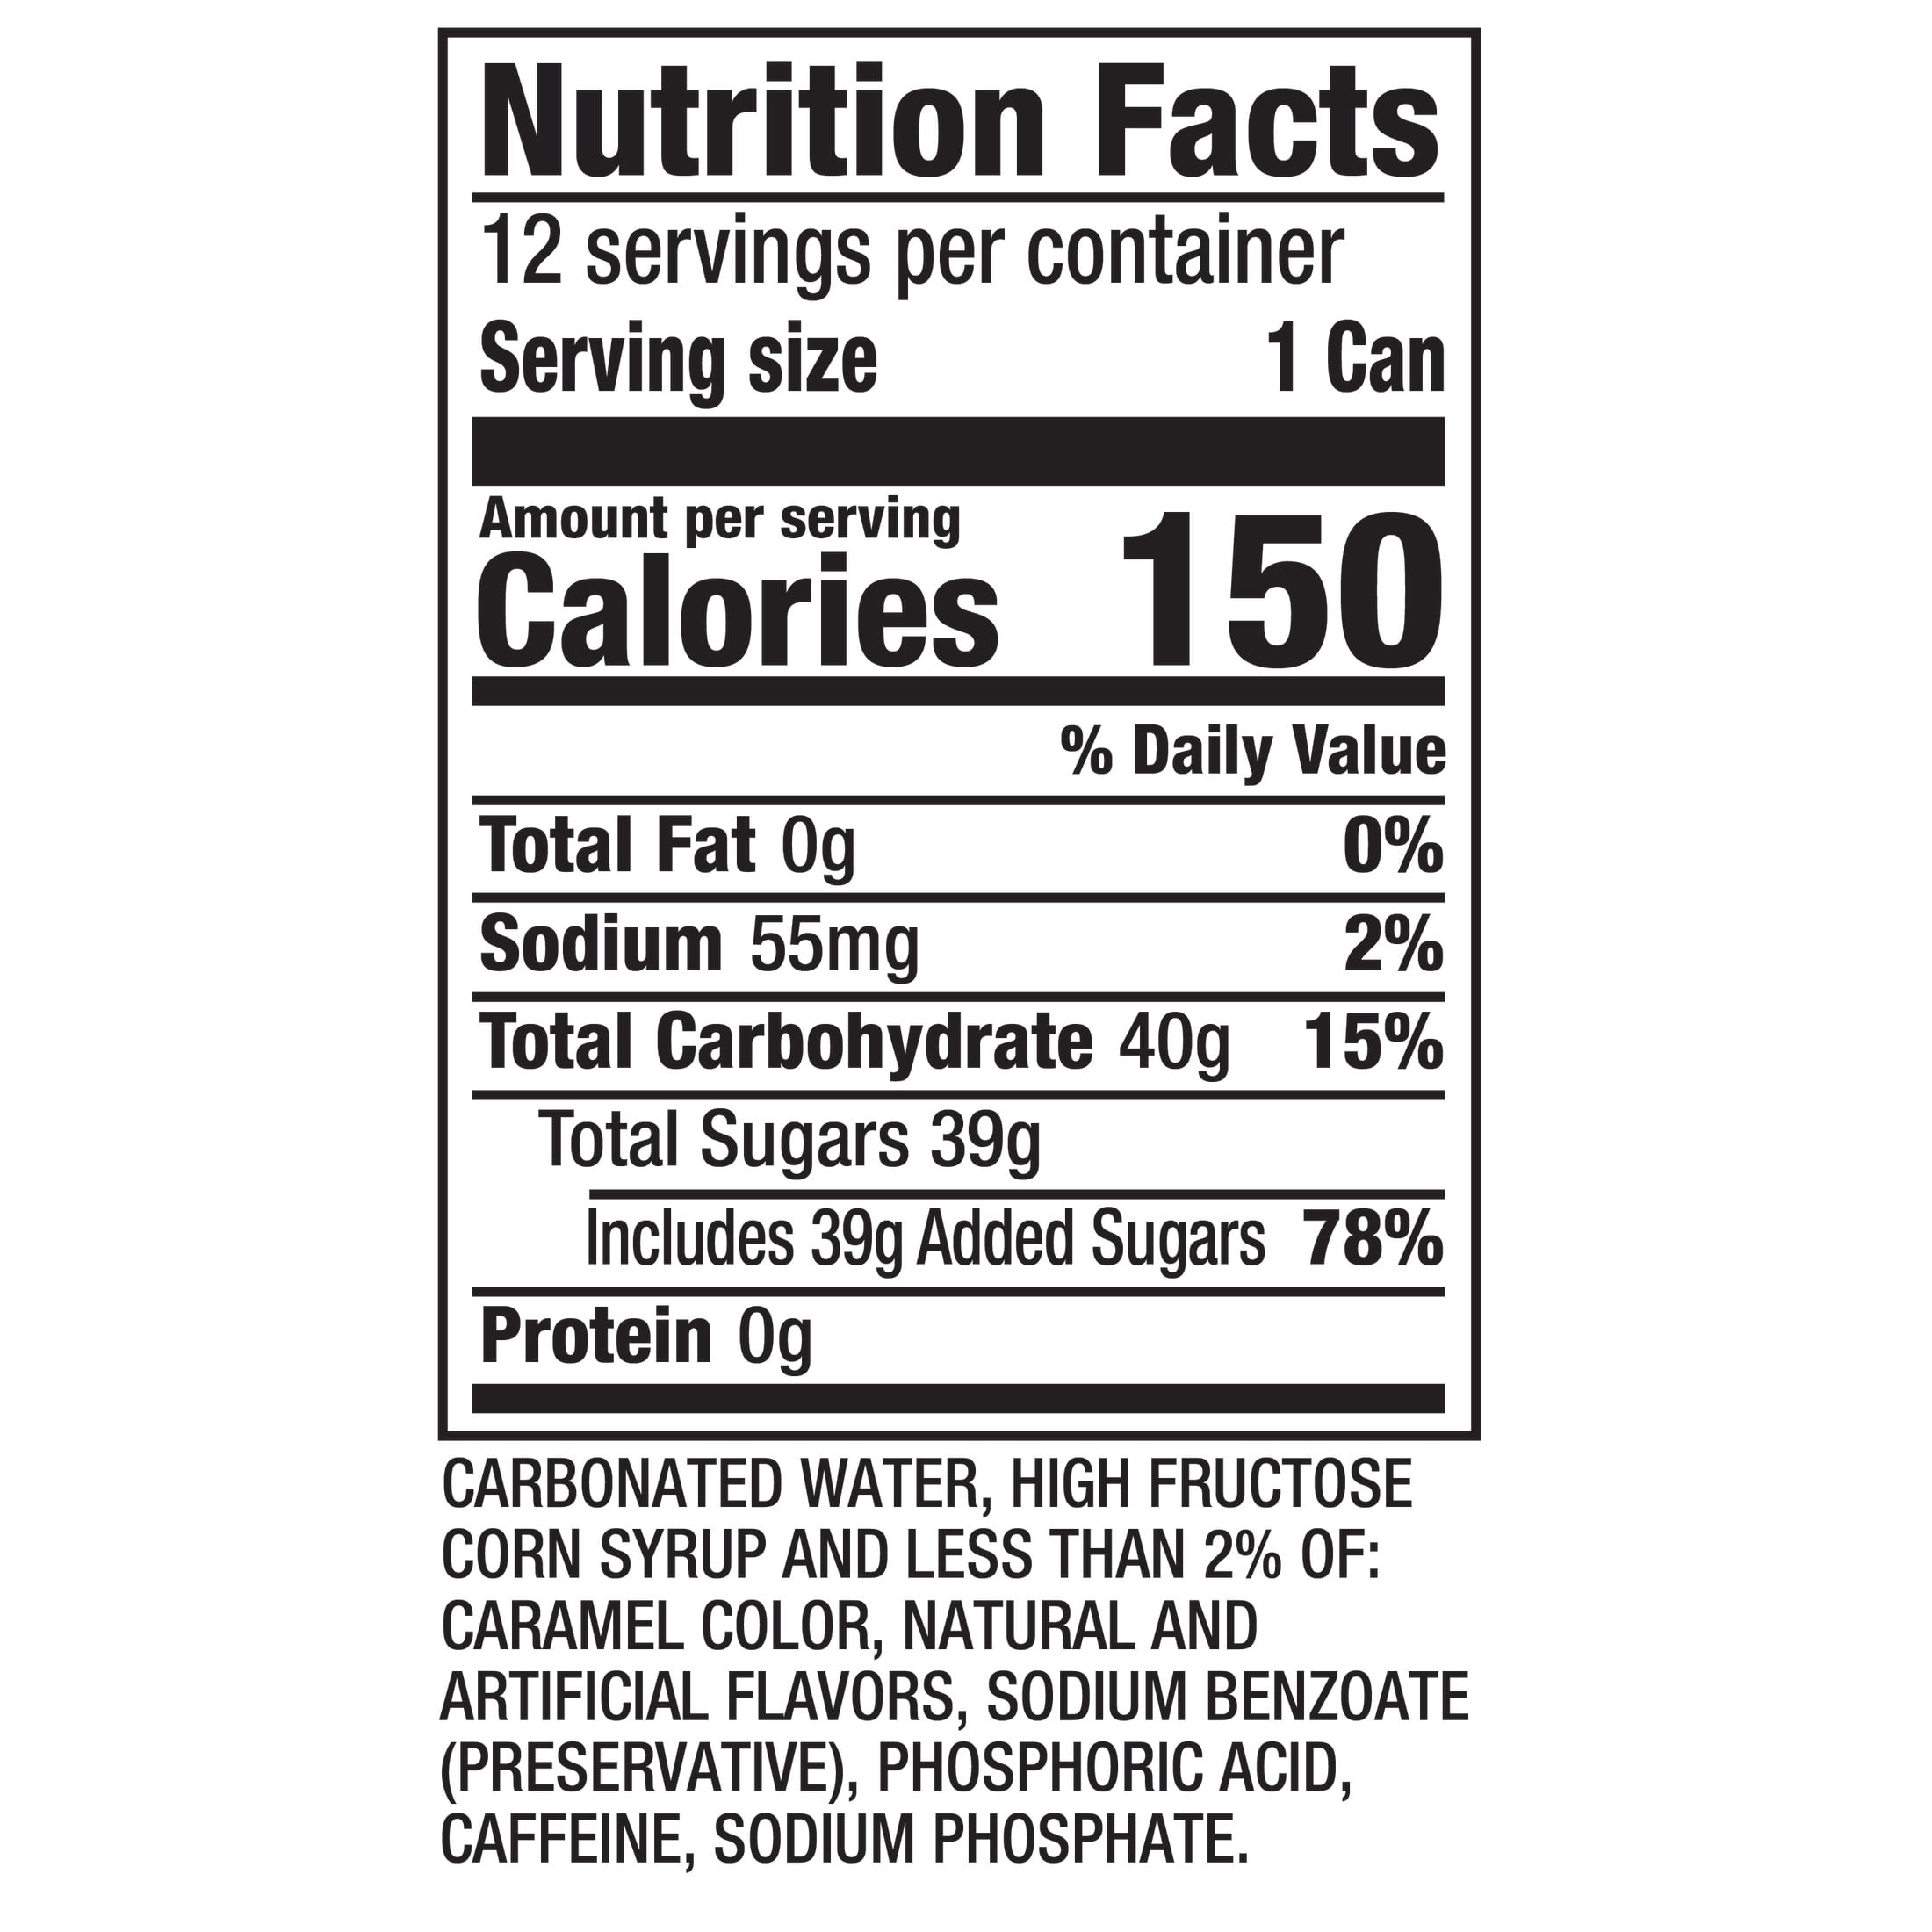 Nutrition Facts
12 servings per container
Serving size 1 Can
Amount per serving
Calories 150
% Daily Value
Total Fat 0g 0%
Sodium 55mg 2%
Total Carbohydrate 40g 15%
Total Sugars 39g
Includes 39g Added Sugars 78%
Protein 0g
CARBONATED WATER, HIGH FRUCTOSE
CORN SYRUP AND LESS THAN 2% OF:
CARAMEL COLOR, NATURAL AND
ARTIFICIAL FLAVORS, SODIUM BENZOATE
(PRESERVATIVE), PHOSPHORIC ACID,
CAFFEINE, SODIUM PHOSPHATE.